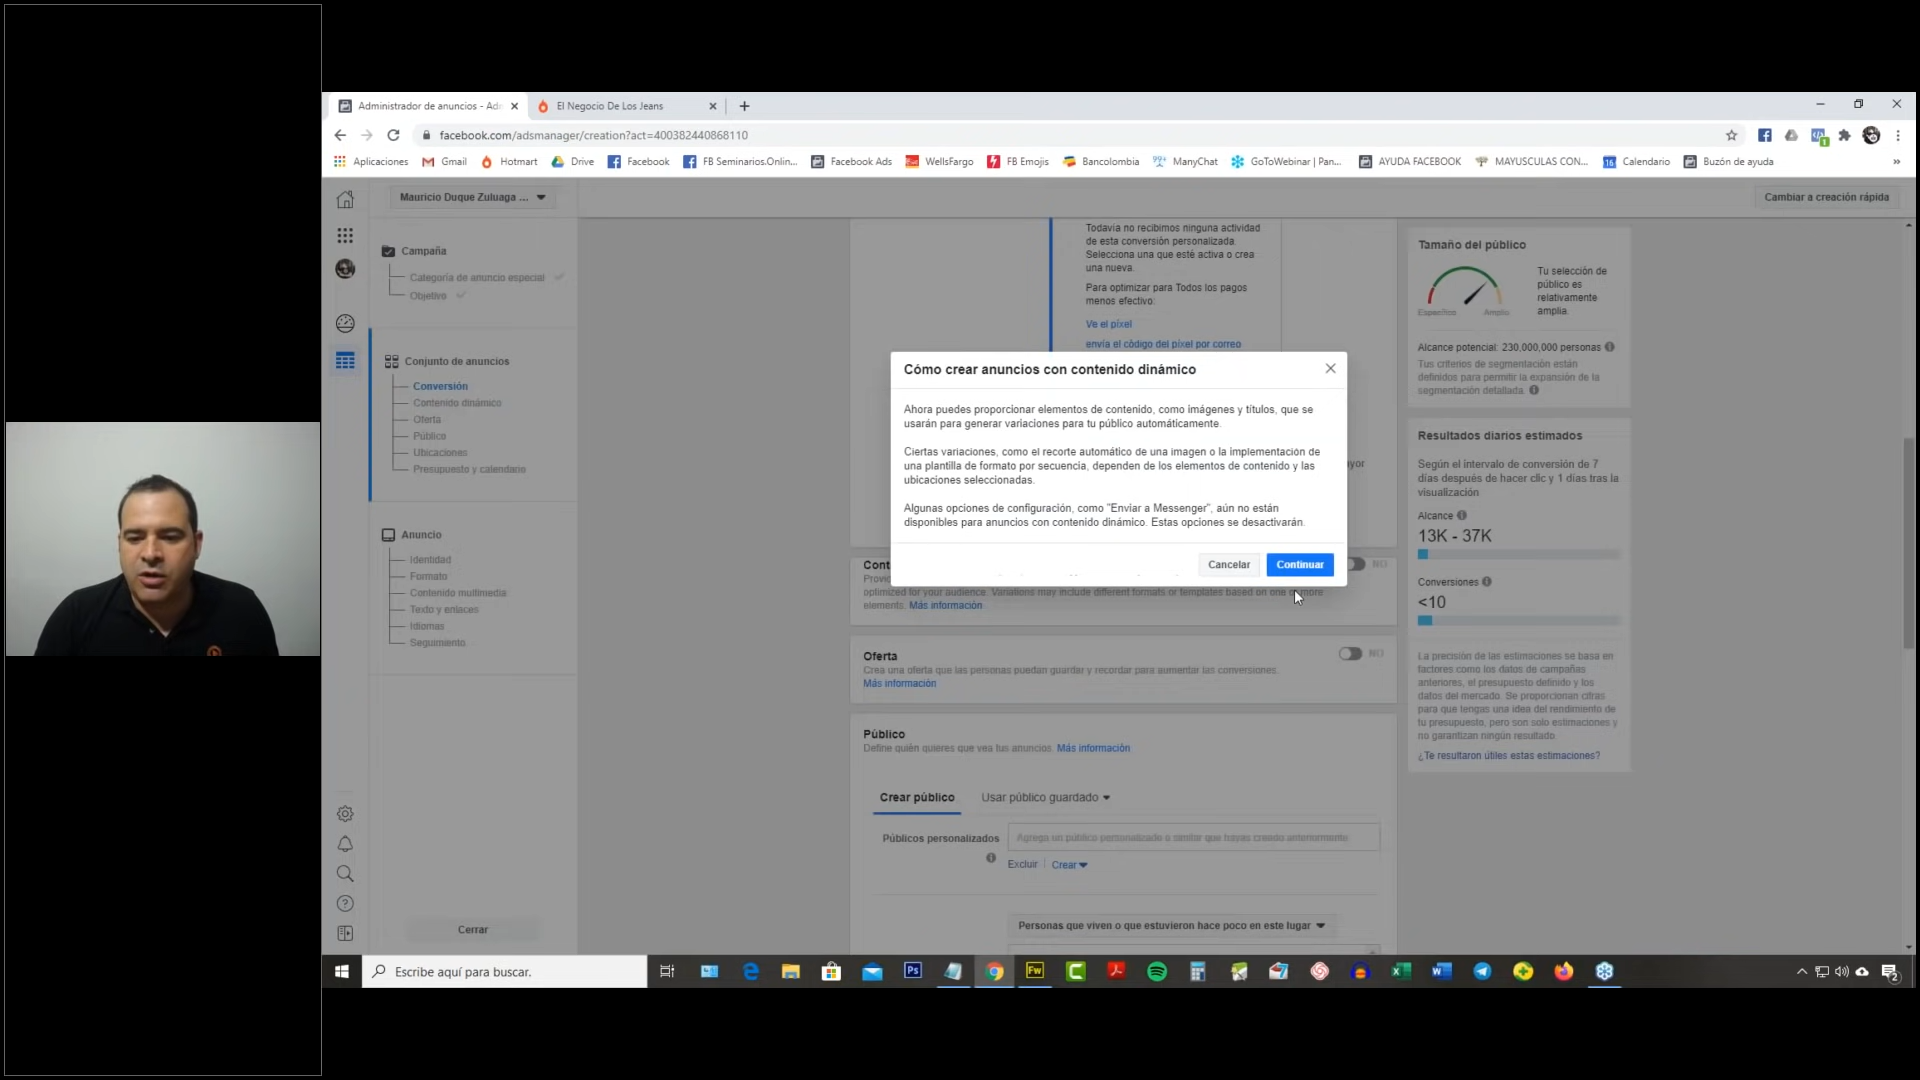 Administrador de anuncios - Ad
El Negocio De Los Jeans
facebook.com/adsmanager/creation?act=400382440868110
Aplicaciones
Gmail
Hotmart
Drive
Facebook
FB Seminarios.Onlin...
Facebook Ads
WellsFargo
FB Emojis
Bancolombia
ManyChat
GoToWebinar | Pan...
AYUDA FACEBOOK
MAYUSCULAS CON...
Calendario
Buzón de ayuda
Mauricio Duque Zuluaga ...
Cambiar a creación rápida
Campaña
Categoría de anuncio especial
Objetivo
Conjunto de anuncios
Conversión
Contenido dinámico
Oferta
Público
Ubicaciones
Presupuesto y calendario
Anuncio
Identidad
Formato
Contenido multimedia
Texto y enlaces
Idiomas
Seguimiento
Cerrar
Todavía no recibimos ninguna actividad
de esta conversión personalizada.
Selecciona una que esté activa o crea
una nueva.
Para optimizar para Todos los pagos
menos efectivo:
Ve el píxel
envía el código del píxel por correo
Cómo crear anuncios con contenido dinámico
Ahora puedes proporcionar elementos de contenido, como imágenes y títulos, que se
usarán para generar variaciones para tu público automáticamente.
Ciertas variaciones, como el recorte automático de una imagen o la implementación de
una plantilla de formato por secuencia, dependen de los elementos de contenido y las
ubicaciones seleccionadas.
Algunas opciones de configuración, como "Enviar a Messenger", aún no están
disponibles para anuncios con contenido dinámico. Estas opciones se desactivarán.
Cancelar
Continuar
Cont
NO
Provi
optimized for your audience. Variations may include different formats or templates based on one or more
elements. Más información
Oferta
NO
Crea una oferta que las personas puedan guardar y recordar para aumentar las conversiones.
Más información
Público
Define quién quieres que vea tus anuncios. Más información
Crear público
Usar público guardado
Públicos personalizados
Agrega un público personalizado o similar que hayas creado anteriormente
Excluir
Crear
Personas que viven o que estuvieron hace poco en este lugar
Tamaño del público
Específico
Amplio
Tu selección de
público es
relativamente
amplia.
Alcance potencial: 230,000,000 personas
Tus criterios de segmentación están
definidos para permitir la expansión de la
segmentación detallada.
Resultados diarios estimados
Según el intervalo de conversión de 7
días después de hacer clic y 1 días tras la
visualización
Alcance
13K - 37K
Conversiones
<10
La precisión de las estimaciones se basa en
factores como los datos de campañas
anteriores, el presupuesto definido y los
datos del mercado. Se proporcionan cifras
para que tengas una idea del rendimiento de
tu presupuesto, pero son solo estimaciones y
no garantizan ningún resultado.
¿Te resultaron útiles estas estimaciones?
Escribe aquí para buscar.